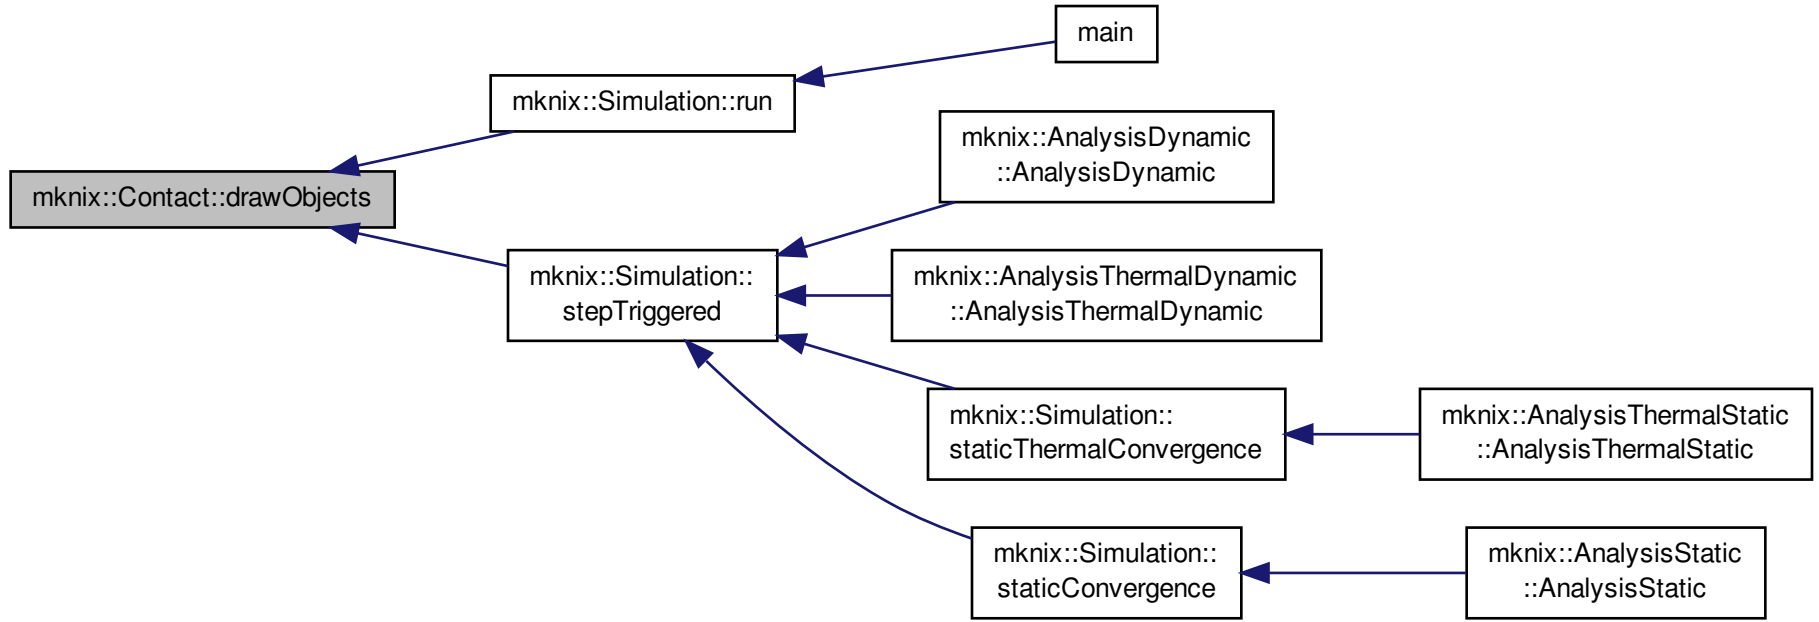 main
mknix::Simulation::run
mknix::AnalysisDynamic
::AnalysisDynamic
mknix::Contact::drawObjects
mknix::Simulation::
stepTriggered
mknix::AnalysisThermalDynamic
::AnalysisThermalDynamic
mknix::Simulation::
staticThermalConvergence
mknix::AnalysisThermalStatic
::AnalysisThermalStatic
mknix::Simulation::
staticConvergence
mknix::AnalysisStatic
::AnalysisStatic